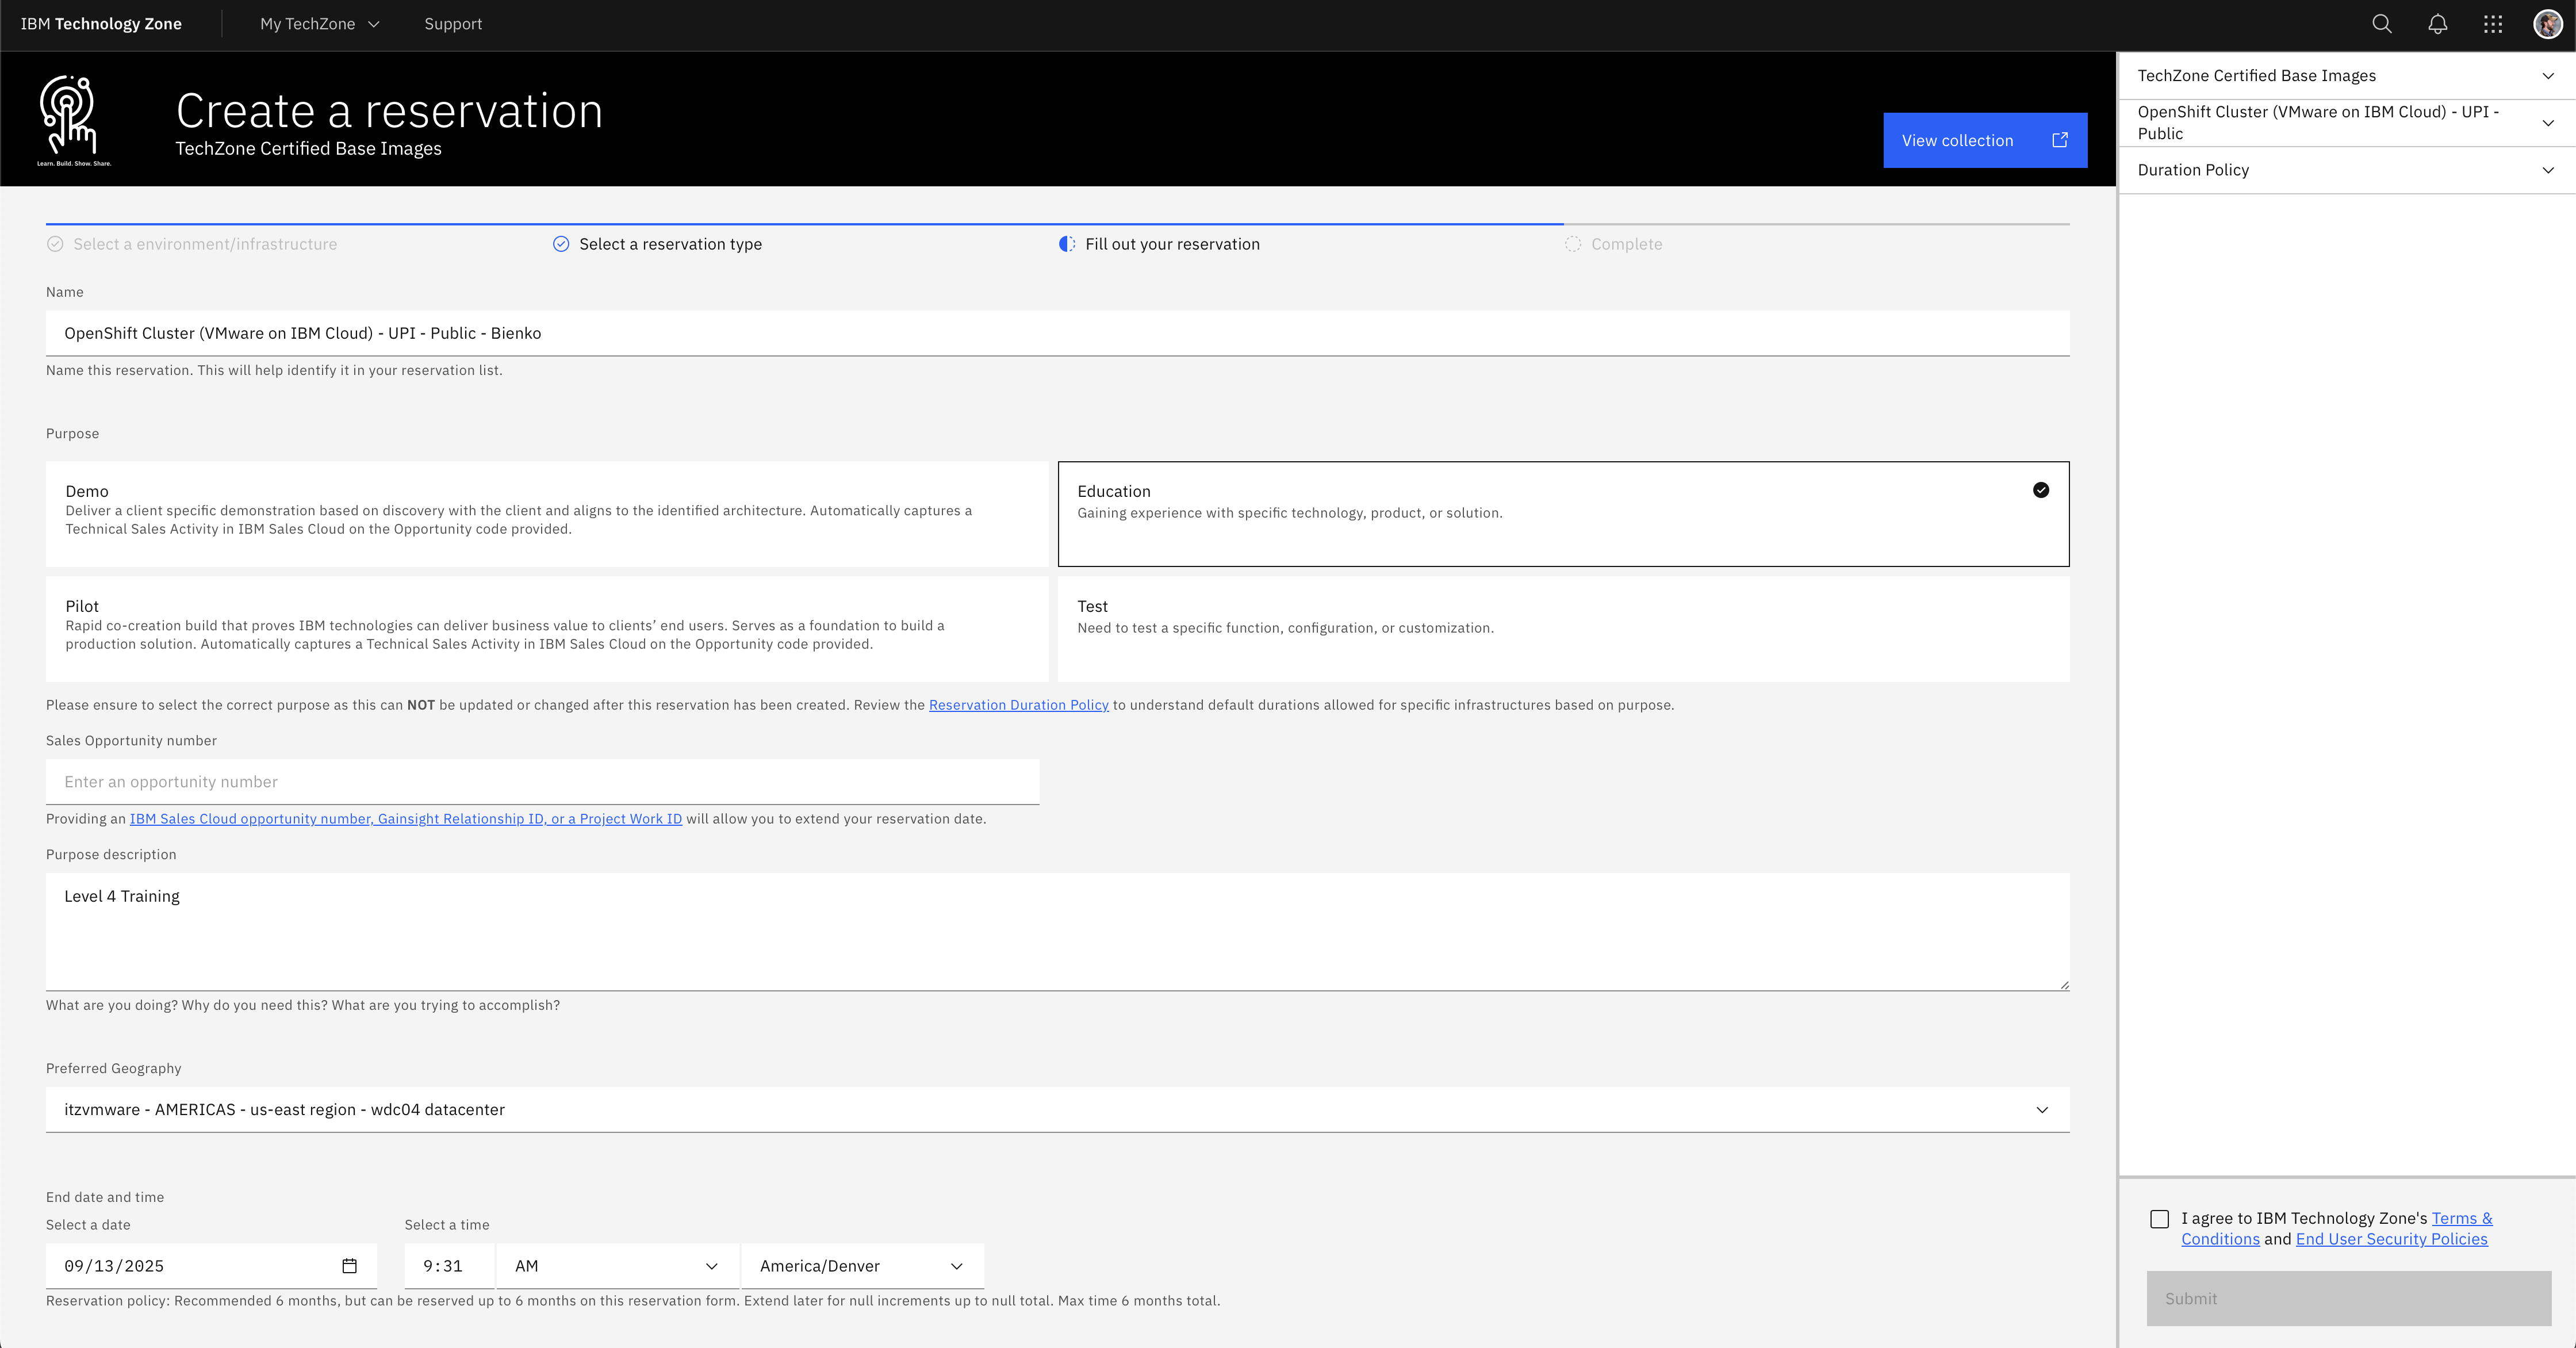 IBM Technology Zone
My TechZone
Support
Learn. Build. Show. Share.
Create a reservation
TechZone Certified Base Images
View collection
Select a environment/infrastructure
Select a reservation type
Fill out your reservation
Complete
Name
OpenShift Cluster (VMware on IBM Cloud) - UPI - Public - Bienko
Name this reservation. This will help identify it in your reservation list.
Purpose
Demo
Deliver a client specific demonstration based on discovery with the client and aligns to the identified architecture. Automatically captures a
Technical Sales Activity in IBM Sales Cloud on the Opportunity code provided.
Education
Gaining experience with specific technology, product, or solution.
Pilot
Rapid co-creation build that proves IBM technologies can deliver business value to clients’ end users. Serves as a foundation to build a
production solution. Automatically captures a Technical Sales Activity in IBM Sales Cloud on the Opportunity code provided.
Test
Need to test a specific function, configuration, or customization.
Please ensure to select the correct purpose as this can NOT be updated or changed after this reservation has been created. Review the Reservation Duration Policy to understand default durations allowed for specific infrastructures based on purpose.
Sales Opportunity number
Enter an opportunity number
Providing an IBM Sales Cloud opportunity number, Gainsight Relationship ID, or a Project Work ID will allow you to extend your reservation date.
Purpose description
Level 4 Training
What are you doing? Why do you need this? What are you trying to accomplish?
Preferred Geography
itzvmware - AMERICAS - us-east region - wdc04 datacenter
End date and time
Select a date
Select a time
09/13/2025
9:31
AM
America/Denver
Reservation policy: Recommended 6 months, but can be reserved up to 6 months on this reservation form. Extend later for null increments up to null total. Max time 6 months total.
TechZone Certified Base Images
OpenShift Cluster (VMware on IBM Cloud) - UPI -
Public
Duration Policy
I agree to IBM Technology Zone's Terms &
Conditions and End User Security Policies
Submit